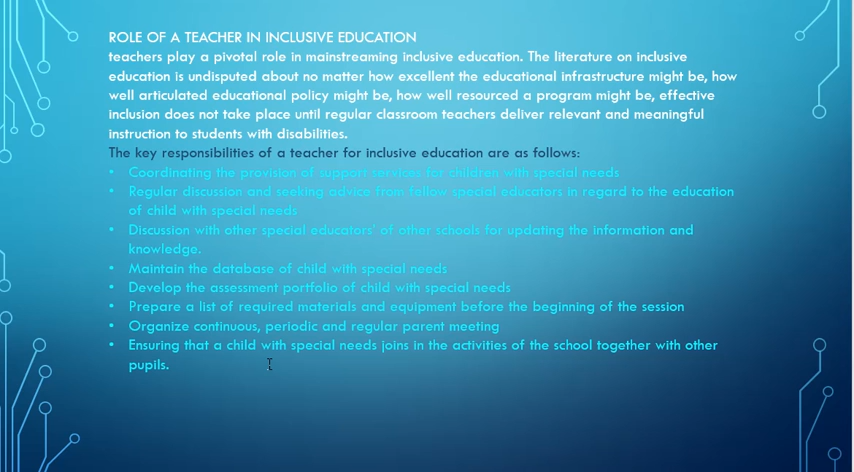 ROLE OF A TEACHER IN INCLUSIVE EDUCATION
teachers play a pivotal role in mainstreaming inclusive education. The literature on inclusive
education is undisputed about no matter how excellent the educational infrastructure might be, how
well articulated educational policy might be, how well resourced a program might be, effective
inclusion does not take place until regular classroom teachers deliver relevant and meaningful
instruction to students with disabilities.
The key responsibilities of a teacher for inclusive education are as follows:
• Coordinating the provision of support services for children with special needs
• Regular discussion and seeking advice from fellow special educators in regard to the education
of child with special needs
• Discussion with other special educators' of other schools for updating the information and
knowledge.
• Maintain the database of child with special needs
• Develop the assessment portfolio of child with special needs
• Prepare a list of required materials and equipment before the beginning of the session
• Organize continuous, periodic and regular parent meeting
• Ensuring that a child with special needs joins in the activities of the school together with other
pupils.